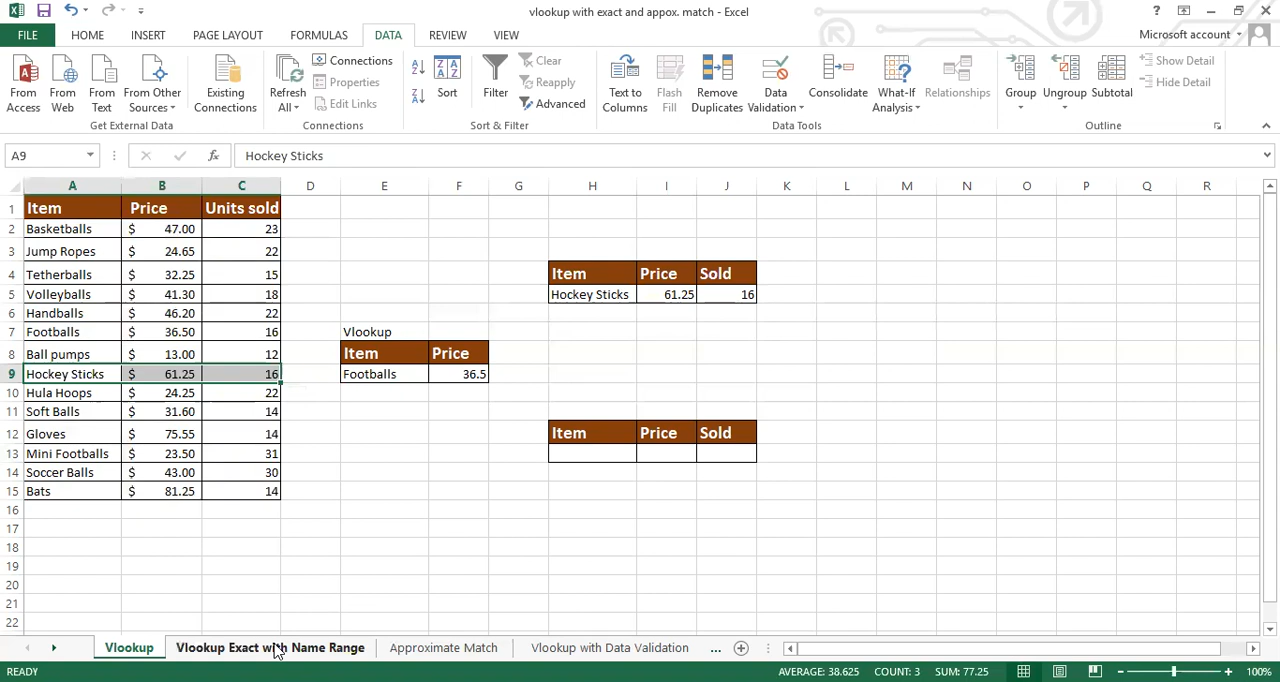 vlookup with exact and appox. match - Excel
?
FILE HOME INSERT PAGE LAYOUT FORMULAS DATA REVIEW VIEW
Microsoft account
From Access
From Web
From Text
From Other Sources
Get External Data
Existing Connections
Refresh All
Connections
Properties
Edit Links
Connections
A Z
Z A
Sort
Filter
Clear
Reapply
Advanced
Sort & Filter
Text to Columns
Flash Fill
Remove Duplicates
Data Validation
Consolidate
What-If Analysis
Relationships
Data Tools
Group
Ungroup
Subtotal
Show Detail
Hide Detail
Outline
A9 fx Hockey Sticks
A B C D E F G H I J K L M N O P Q R
1 Item Price Units sold
2 Basketballs $ 47.00 23
3 Jump Ropes $ 24.65 22
4 Tetherballs $ 32.25 15 Item Price Sold
5 Volleyballs $ 41.30 18 Hockey Sticks 61.25 16
6 Handballs $ 46.20 22
7 Footballs $ 36.50 16 Vlookup
8 Ball pumps $ 13.00 12 Item Price
9 Hockey Sticks $ 61.25 16 Footballs 36.5
10 Hula Hoops $ 24.25 22
11 Soft Balls $ 31.60 14
12 Gloves $ 75.55 14 Item Price Sold
13 Mini Footballs $ 23.50 31
14 Soccer Balls $ 43.00 30
15 Bats $ 81.25 14
16
17
18
19
20
21
22
Vlookup Vlookup Exact with Name Range Approximate Match Vlookup with Data Validation ...
READY AVERAGE: 38.625 COUNT: 3 SUM: 77.25 100%